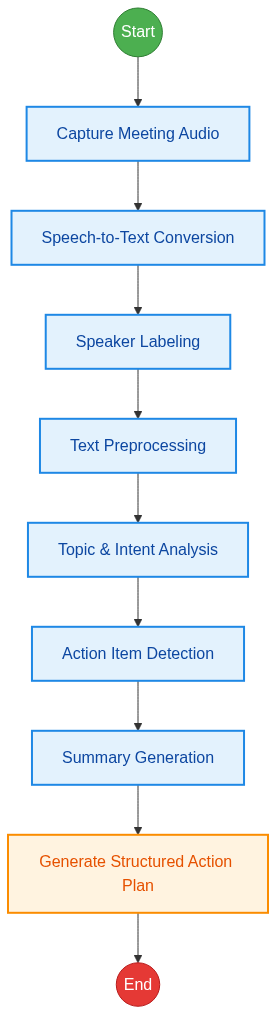 Start
Capture Meeting Audio
Speech-to-Text Conversion
Speaker Labeling
Text Preprocessing
Topic & Intent Analysis
Action Item Detection
Summary Generation
Generate Structured Action
Plan
End